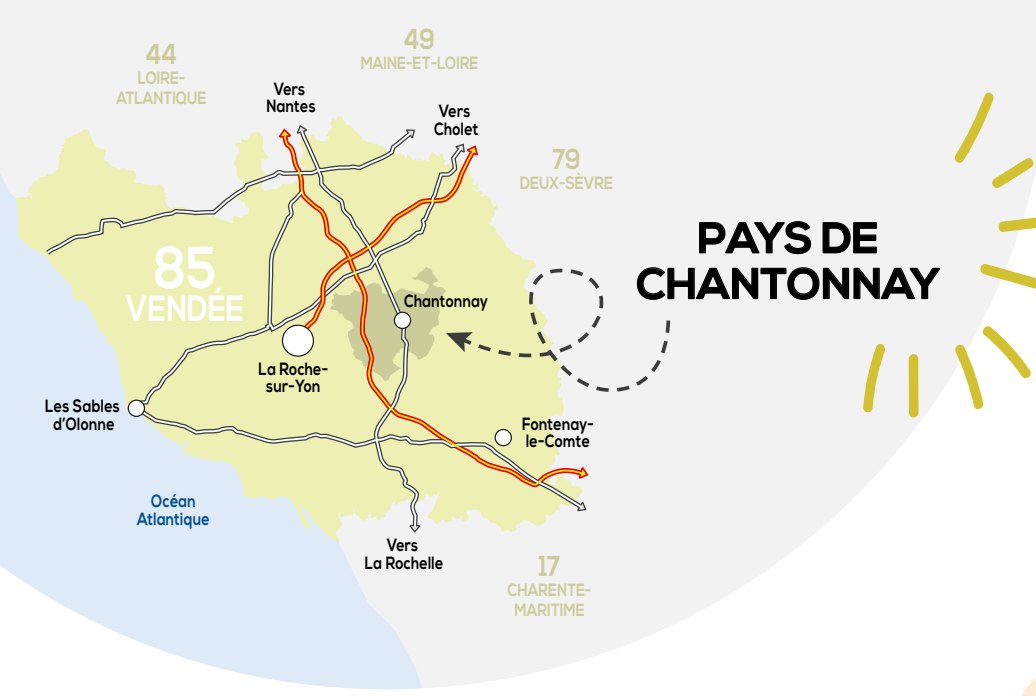 44
LOIRE-
ATLANTIQUE
49
MAINE-ET-LOIRE
Vers
Nantes
Vers
Cholet
79
DEUX-SÈVRE
85
VENDÉE
PAYS DE
CHANTONNAY
Chantonnay
La Roche-
sur-Yon
Les Sables
d'Olonne
Fontenay-
le-Comte
Océan
Atlantique
Vers
La Rochelle
17
CHARENTE-
MARITIME